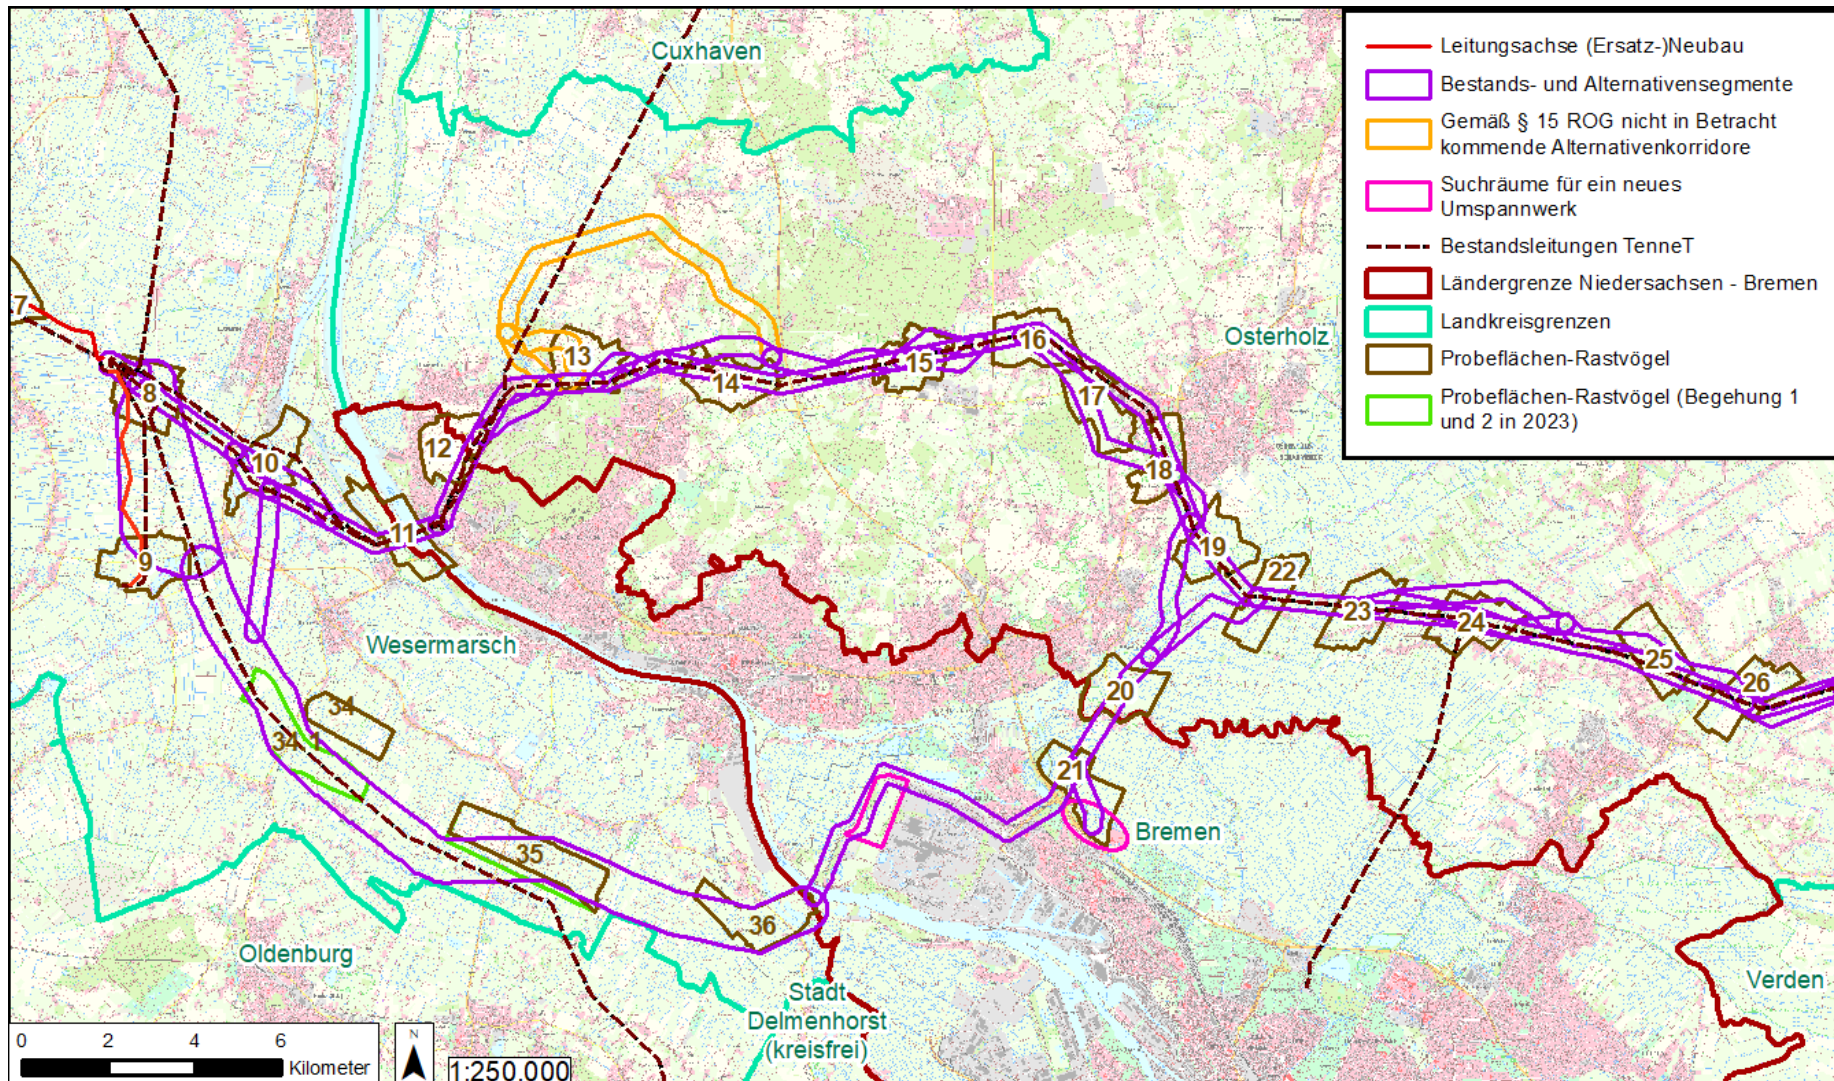 Cuxhaven
Leitungsachse (Ersatz-)Neubau
Bestands- und Alternativensegmente
Gemäß § 15 ROG nicht in Betracht
kommende Alternativenkorridore
Suchräume für ein neues
Umspannwerk
Bestandsleitungen TenneT
Ländergrenze Niedersachsen - Bremen
Landkreisgrenzen
Probeflächen-Rastvögel
Probeflächen-Rastvögel (Begehung 1
und 2 in 2023)
7
8
9
10
11
12
13
14
15
16
17
18
19
20
21
22
23
24
25
26
34
34_1
35
36
Osterholz
Wesermarsch
Bremen
Oldenburg
Verden
Stadt
Delmenhorst
(kreisfrei)
0 2 4 6
Kilometer
N
1:250.000